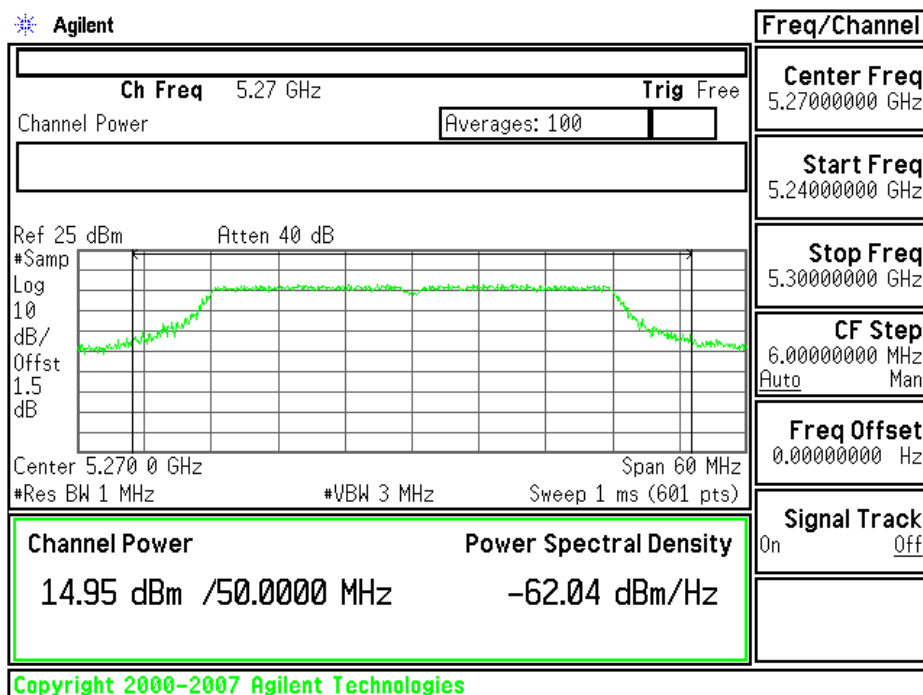 Agilent
Freq/Channel
Ch Freq 5.27 GHz Trig Free
Channel Power Averages: 100
Ref 25 dBm Atten 40 dB
#Samp
Log
10
dB/
Offst
1.5
dB
Center 5.270 0 GHz Span 60 MHz
#Res BW 1 MHz #VBW 3 MHz Sweep 1 ms (601 pts)
Channel Power Power Spectral Density
14.95 dBm /50.0000 MHz -62.04 dBm/Hz
Center Freq
5.27000000 GHz
Start Freq
5.24000000 GHz
Stop Freq
5.30000000 GHz
CF Step
6.00000000 MHz
Auto Man
Freq Offset
0.00000000 Hz
Signal Track
On Off
Copyright 2000-2007 Agilent Technologies